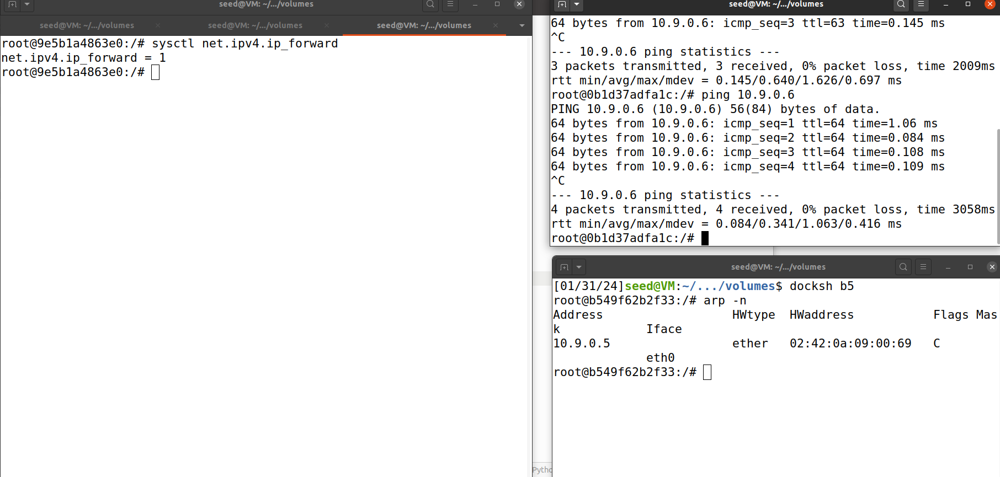 seed@VM: ~/.../volumes
seed@VM: ~/.../volumes
seed@VM: ~/.../volumes
seed@VM: ~/.../volumes
root@9e5b1a4863e0:/# sysctl net.ipv4.ip_forward
net.ipv4.ip_forward = 1
root@9e5b1a4863e0:/#
seed@VM: ~/.../volumes
64 bytes from 10.9.0.6: icmp_seq=3 ttl=63 time=0.145 ms
^C
--- 10.9.0.6 ping statistics ---
3 packets transmitted, 3 received, 0% packet loss, time 2009ms
rtt min/avg/max/mdev = 0.145/0.640/1.626/0.697 ms
root@0b1d37adfa1c:/# ping 10.9.0.6
PING 10.9.0.6 (10.9.0.6) 56(84) bytes of data.
64 bytes from 10.9.0.6: icmp_seq=1 ttl=64 time=1.06 ms
64 bytes from 10.9.0.6: icmp_seq=2 ttl=64 time=0.084 ms
64 bytes from 10.9.0.6: icmp_seq=3 ttl=64 time=0.108 ms
64 bytes from 10.9.0.6: icmp_seq=4 ttl=64 time=0.109 ms
^C
--- 10.9.0.6 ping statistics ---
4 packets transmitted, 4 received, 0% packet loss, time 3058ms
rtt min/avg/max/mdev = 0.084/0.341/1.063/0.416 ms
root@0b1d37adfa1c:/#
seed@VM: ~/.../volumes
[01/31/24]seed@VM:~/.../volumes$ docksh b5
root@b549f62b2f33:/# arp -n
Address                  HWtype  HWaddress           Flags Mas
k            Iface
10.9.0.5                 ether   02:42:0a:09:00:69   C
             eth0
root@b549f62b2f33:/#
Pytho